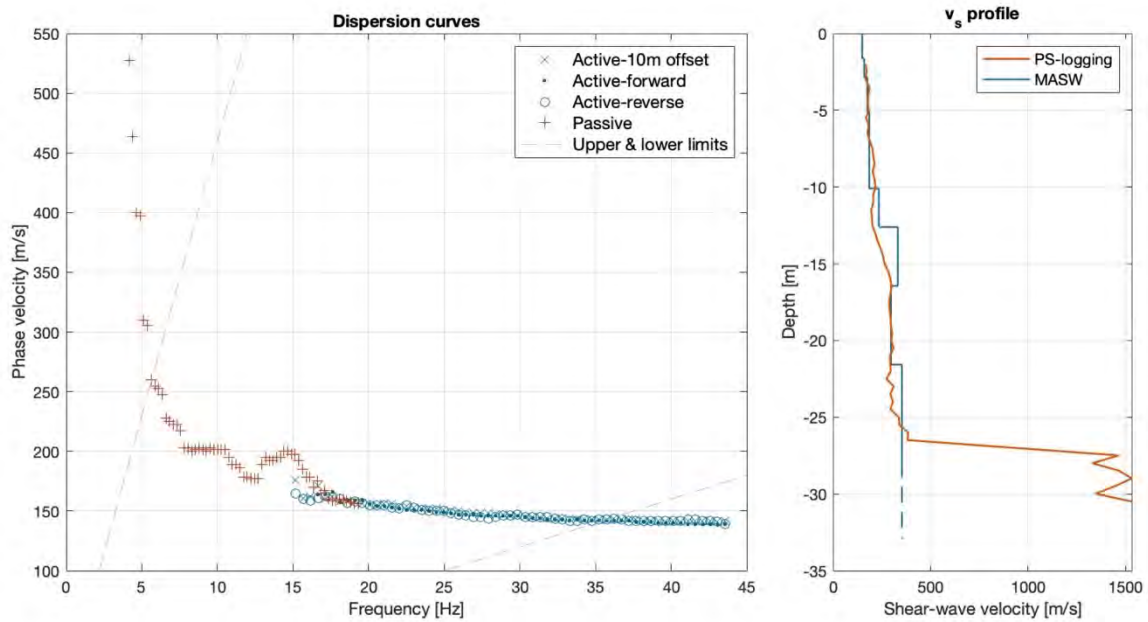 Dispersion curves
550
500
450
400
350
300
250
200
150
100
Phase velocity [m/s]
0
5
10
15
20
25
30
35
40
45
Frequency [Hz]
Active-10m offset
Active-forward
Active-reverse
Passive
Upper & lower limits
v_s profile
0
-5
-10
-15
-20
-25
-30
-35
Depth [m]
0
500
1000
1500
Shear-wave velocity [m/s]
PS-logging
MASW